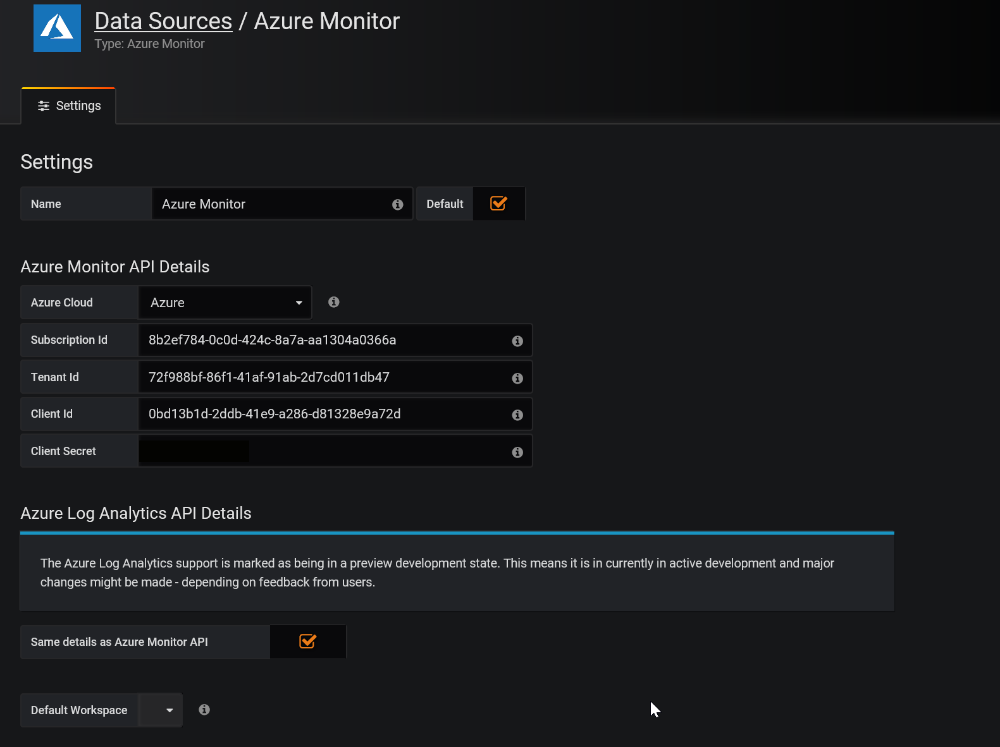 Data Sources / Azure Monitor
Type: Azure Monitor
Settings
Settings
Name Azure Monitor Default
Azure Monitor API Details
Azure Cloud Azure
Subscription Id 8b2ef784-0c0d-424c-8a7a-aa1304a0366a
Tenant Id 72f988bf-86f1-41af-91ab-2d7cd011db47
Client Id 0bd13b1d-2ddb-41e9-a286-d81328e9a72d
Client Secret
Azure Log Analytics API Details
The Azure Log Analytics support is marked as being in a preview development state. This means it is in currently in active development and major
changes might be made - depending on feedback from users.
Same details as Azure Monitor API
Default Workspace